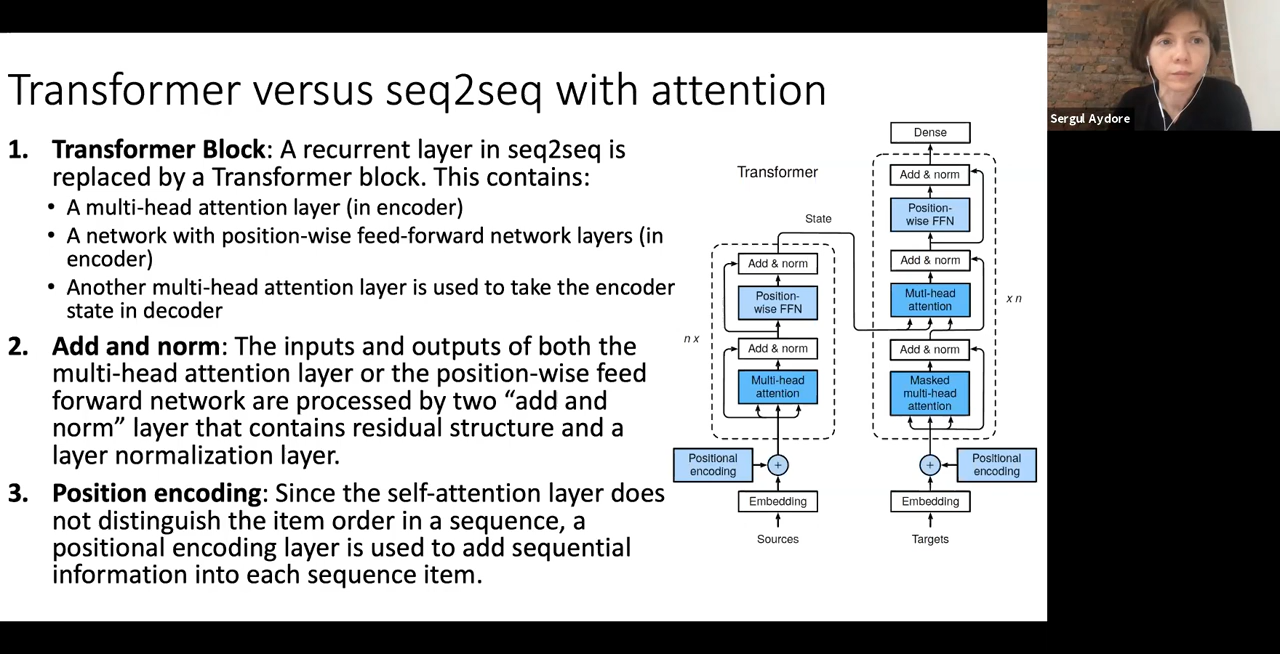 Transformer versus seq2seq with attention
1. Transformer Block: A recurrent layer in seq2seq is
replaced by a Transformer block. This contains:
• A multi-head attention layer (in encoder)
• A network with position-wise feed-forward network layers (in
encoder)
• Another multi-head attention layer is used to take the encoder
state in decoder
2. Add and norm: The inputs and outputs of both the
multi-head attention layer or the position-wise feed
forward network are processed by two “add and
norm” layer that contains residual structure and a
layer normalization layer.
3. Position encoding: Since the self-attention layer does
not distinguish the item order in a sequence, a
positional encoding layer is used to add sequential
information into each sequence item.
Transformer
State
n x
Add & norm
Position-
wise FFN
Add & norm
Multi-head
attention
Positional
encoding
+
Embedding
Sources
Dense
Add & norm
Position-
wise FFN
Add & norm
Muti-head
attention
Add & norm
Masked
multi-head
attention
x n
+
Positional
encoding
Embedding
Targets
Sergul Aydore